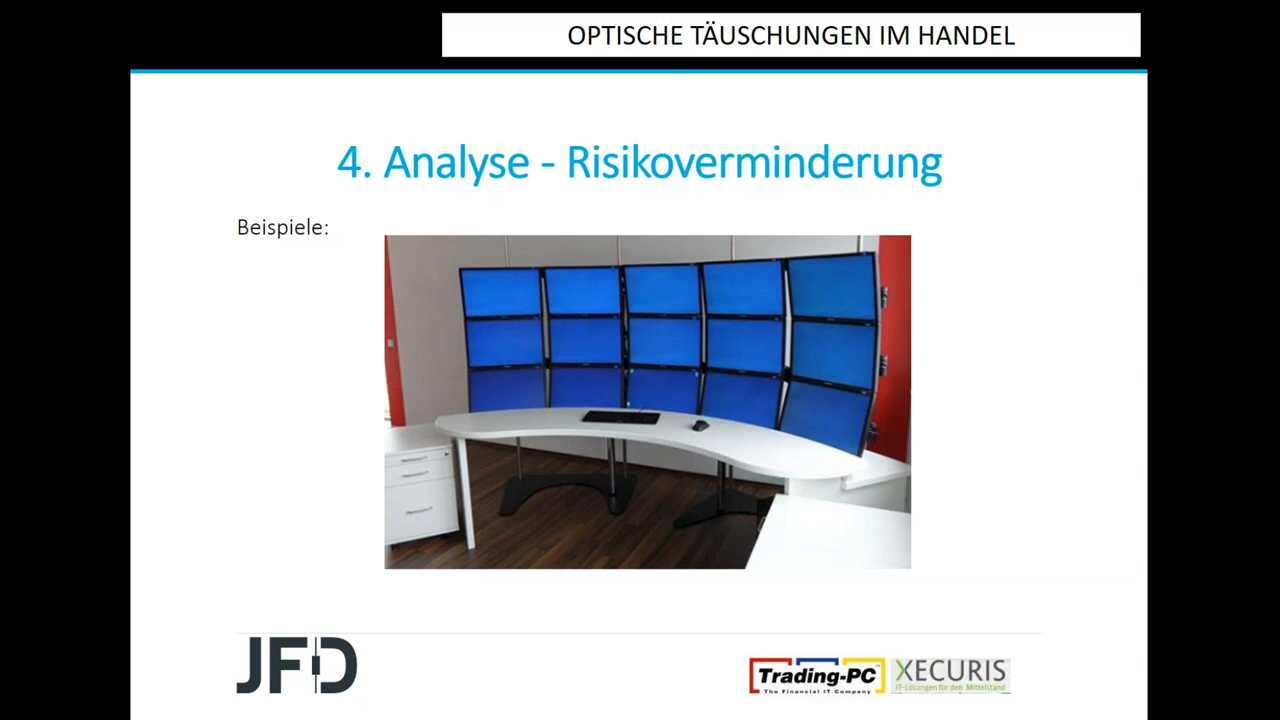 OPTISCHE TÄUSCHUNGEN IM HANDEL
4. Analyse - Risikoverminderung
Beispiele:
JFD
Trading-PC
The Financial IT Company
XECURIS
IT-Lösungen für den Mittelstand